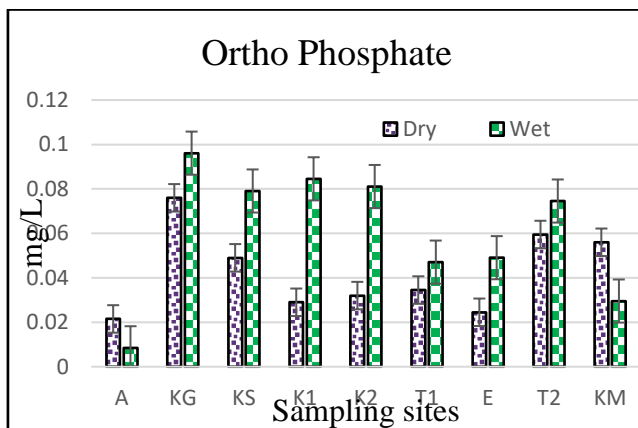 Ortho Phosphate
0.12
0.1
0.08
0.06
0.04
0.02
0
mg/L
Dry
Wet
A KG KS K1 K2 T1 E T2 KM
Sampling sites